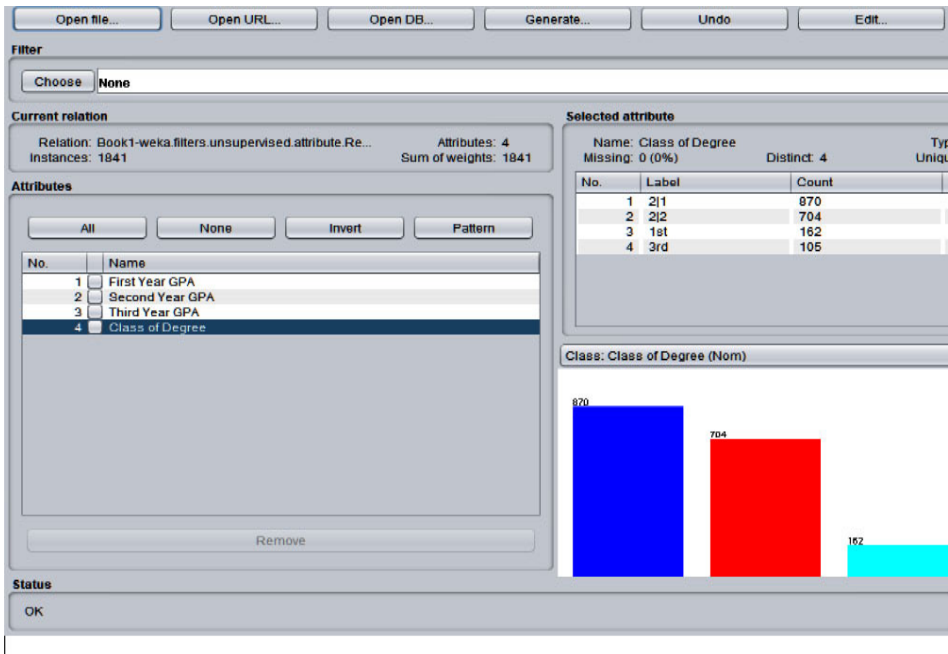 Open file... Open URL... Open DB... Generate... Undo Edit...
Filter
Choose None
Current relation
Relation: Book1-weka.filters.unsupervised.attribute.Re... Attributes: 4
Instances: 1841 Sum of weights: 1841
Attributes
All None Invert Pattern
No. Name
1 First Year GPA
2 Second Year GPA
3 Third Year GPA
4 Class of Degree
Remove
Status
OK
Selected attribute
Name: Class of Degree Typ
Missing: 0 (0%) Distinct: 4 Uniqu
No. Label Count
1 2|1 870
2 2|2 704
3 1st 162
4 3rd 105
Class: Class of Degree (Nom)
870
704
162